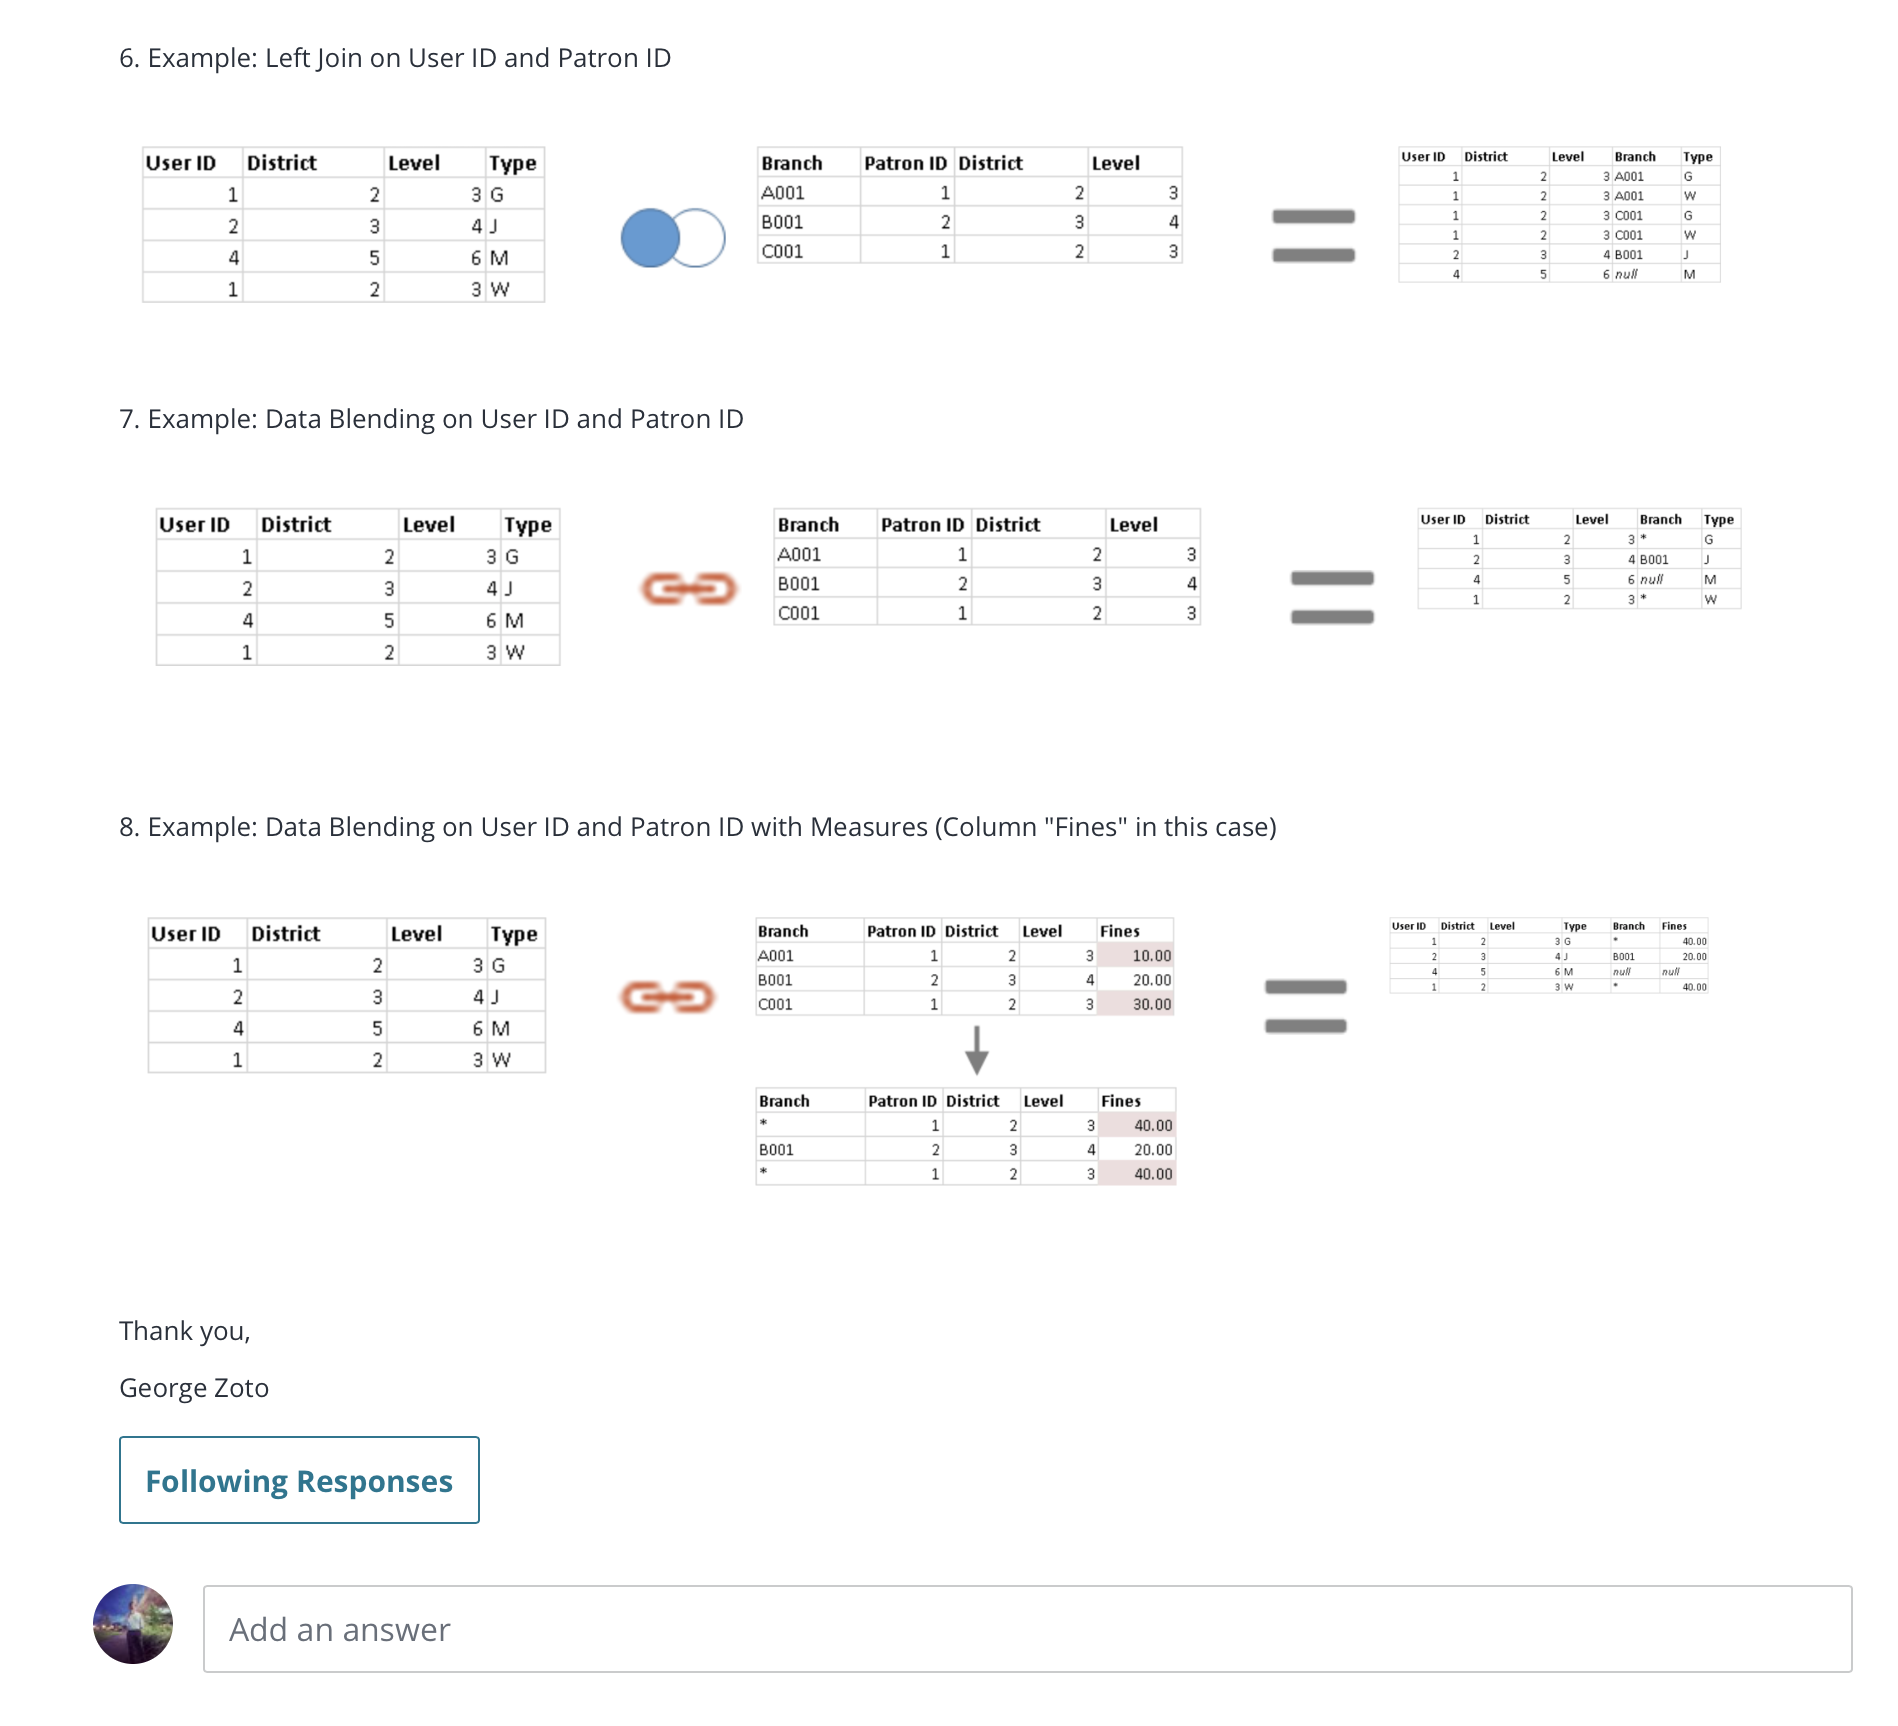 6. Example: Left Join on User ID and Patron ID
User ID District Level Type
1 2 3 G
2 3 4 J
4 5 6 M
1 2 3 W
Branch Patron ID District Level
A001 1 2 3
B001 2 3 4
C001 1 2 3
User ID District Level Branch Type
1 2 3 A001 G
1 2 3 A001 W
1 2 3 C001 G
1 2 3 C001 W
2 3 4 B001 J
4 5 6 null M
7. Example: Data Blending on User ID and Patron ID
User ID District Level Type
1 2 3 G
2 3 4 J
4 5 6 M
1 2 3 W
Branch Patron ID District Level
A001 1 2 3
B001 2 3 4
C001 1 2 3
User ID District Level Branch Type
1 2 3 * G
2 3 4 B001 J
4 5 6 null M
1 2 3 * W
8. Example: Data Blending on User ID and Patron ID with Measures (Column "Fines" in this case)
User ID District Level Type
1 2 3 G
2 3 4 J
4 5 6 M
1 2 3 W
Branch Patron ID District Level Fines
A001 1 2 3 10.00
B001 2 3 4 20.00
C001 1 2 3 30.00
Branch Patron ID District Level Fines
* 1 2 3 40.00
B001 2 3 4 20.00
* 1 2 3 40.00
User ID District Level Type Branch Fines
1 2 3 G * 40.00
2 3 4 J B001 20.00
4 5 6 M null null
1 2 3 W * 40.00
Thank you,
George Zoto
Following Responses
Add an answer